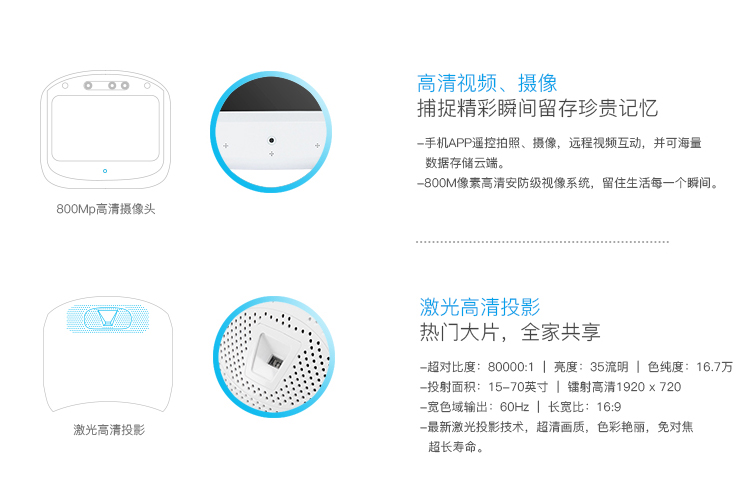 高清视频、摄像
捕捉精彩瞬间留存珍贵记忆
-手机APP遥控拍照、摄像，远程视频互动，并可海量
数据存储云端。
-800M像素高清安防级视像系统，留住生活每一个瞬间。
800Mp高清摄像头
激光高清投影
热门大片，全家共享
-超对比度：80000:1 | 亮度：35流明 | 色纯度：16.7万
-投射面积：15-70英寸 | 镭射高清1920 x 720
-宽色域输出：60Hz | 长宽比：16:9
-最新激光投影技术，超清画质，色彩艳丽，免对焦
超长寿命。
激光高清投影